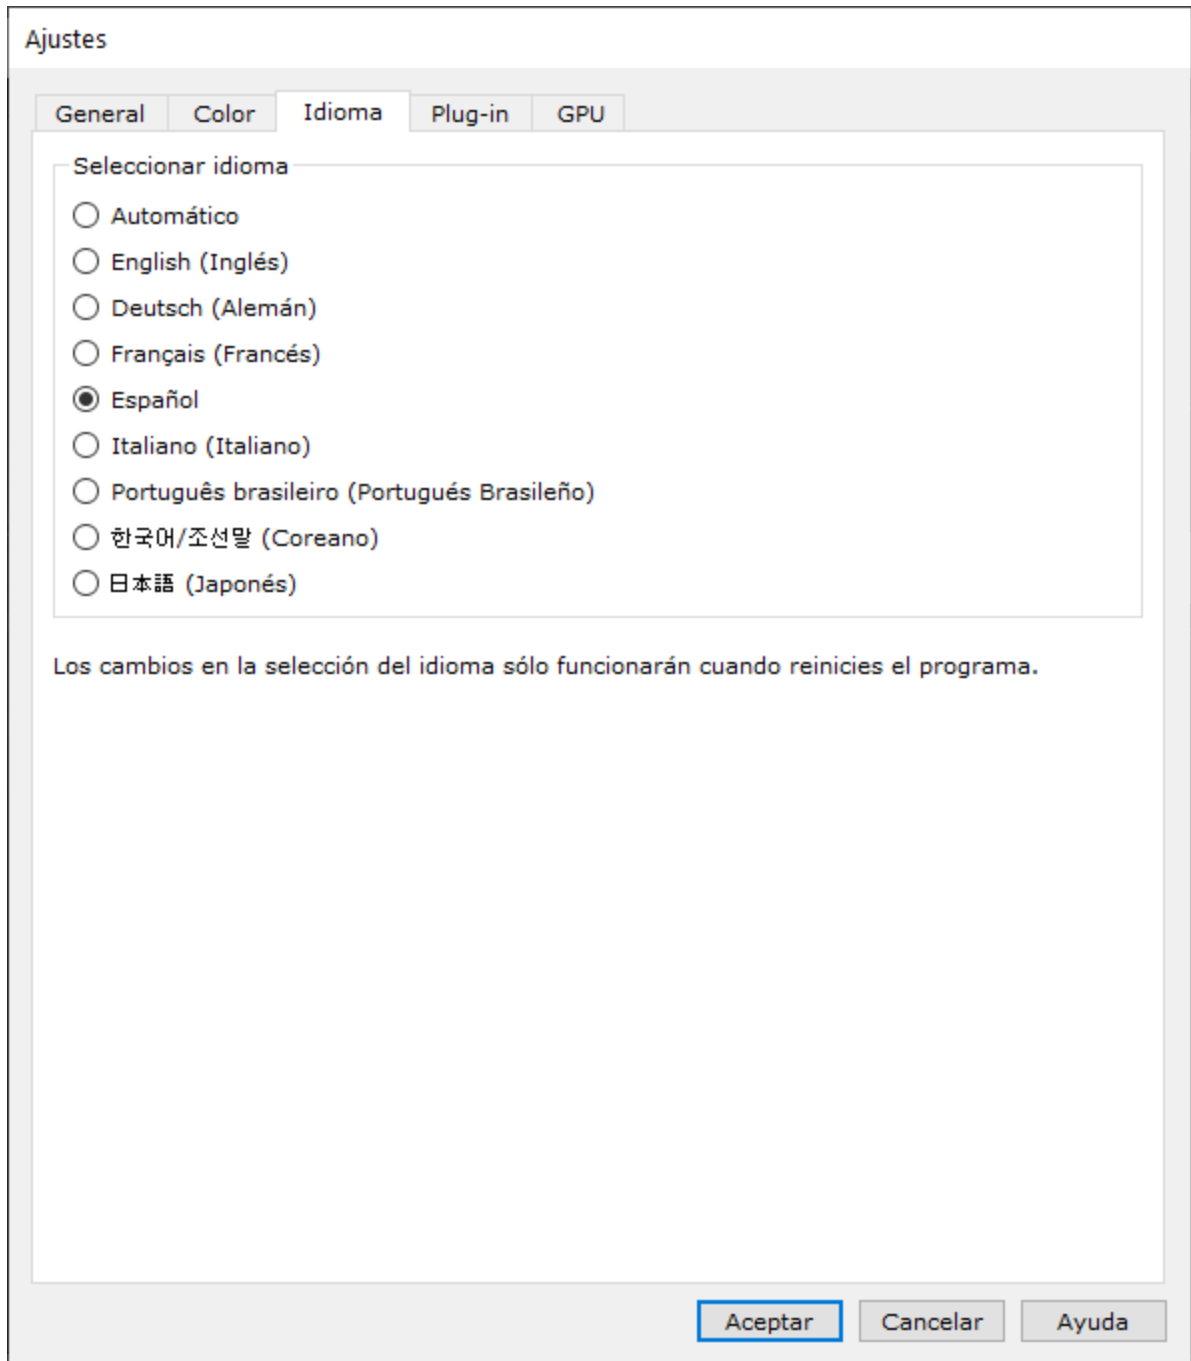 Ajustes
General Color Idioma Plug-in GPU
Seleccionar idioma
Automático
English (Inglés)
Deutsch (Alemán)
Français (Francés)
Español
Italiano (Italiano)
Português brasileiro (Portugués Brasileño)
한국어/조선말 (Coreano)
日本語 (Japonés)
Los cambios en la selección del idioma sólo funcionarán cuando reinicies el programa.
Aceptar Cancelar Ayuda